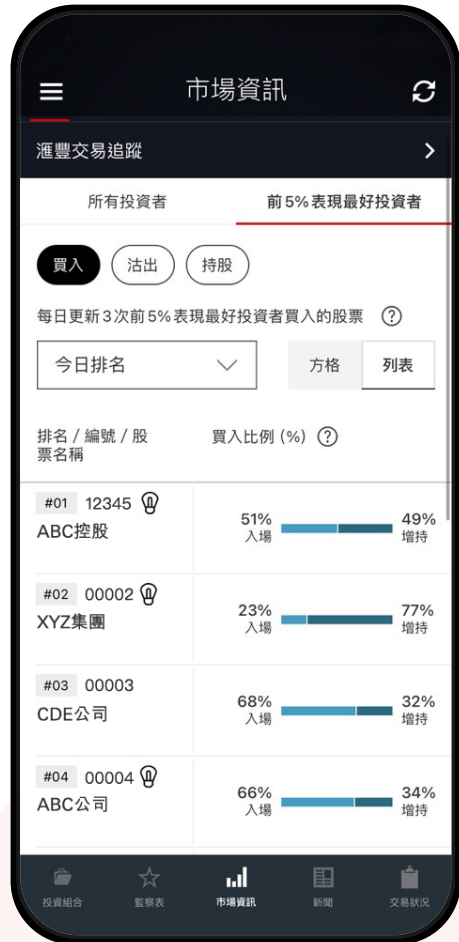 市場資訊
滙豐交易追蹤
所有投資者 前5%表現最好投資者
買入 沽出 持股
每日更新3次前5%表現最好投資者買入的股票 ?
今日排名 方格 列表
排名 / 編號 / 股 買入比例 (%) ?
票名稱
#01 12345
ABC控股
51% 49%
入場 增持
#02 00002
XYZ集團
23% 77%
入場 增持
#03 00003
CDE公司
68% 32%
入場 增持
#04 00004
ABC公司
66% 34%
入場 增持
投資組合 監察表 市場資訊 新聞 交易狀況